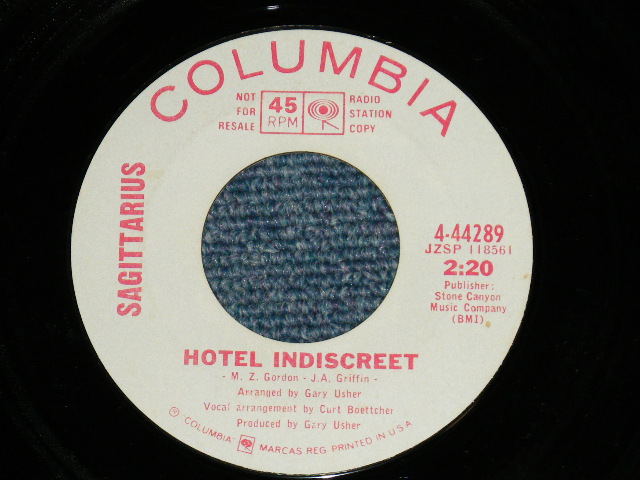 COLUMBIA
NOT FOR RESALE
45 RPM
RADIO STATION COPY
SAGITTARIUS
4-44289
JZSP 118561
2:20
Publisher:
Stone Canyon
Music Company
(BMI)
HOTEL INDISCREET
- M. Z. Gordon - J.A. Griffin -
Arranged by Gary Usher
Vocal arrangement by Curt Boettcher
Produced by Gary Usher
℗ "COLUMBIA" MARCAS REG. PRINTED IN U.S.A.